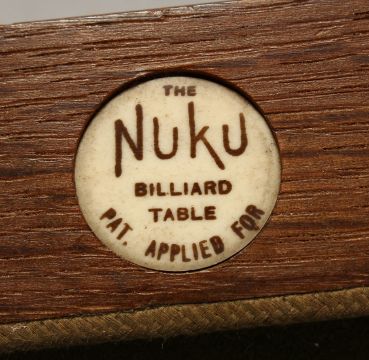 THE
NUKU
BILLIARD
TABLE
PAT. APPLIED FOR